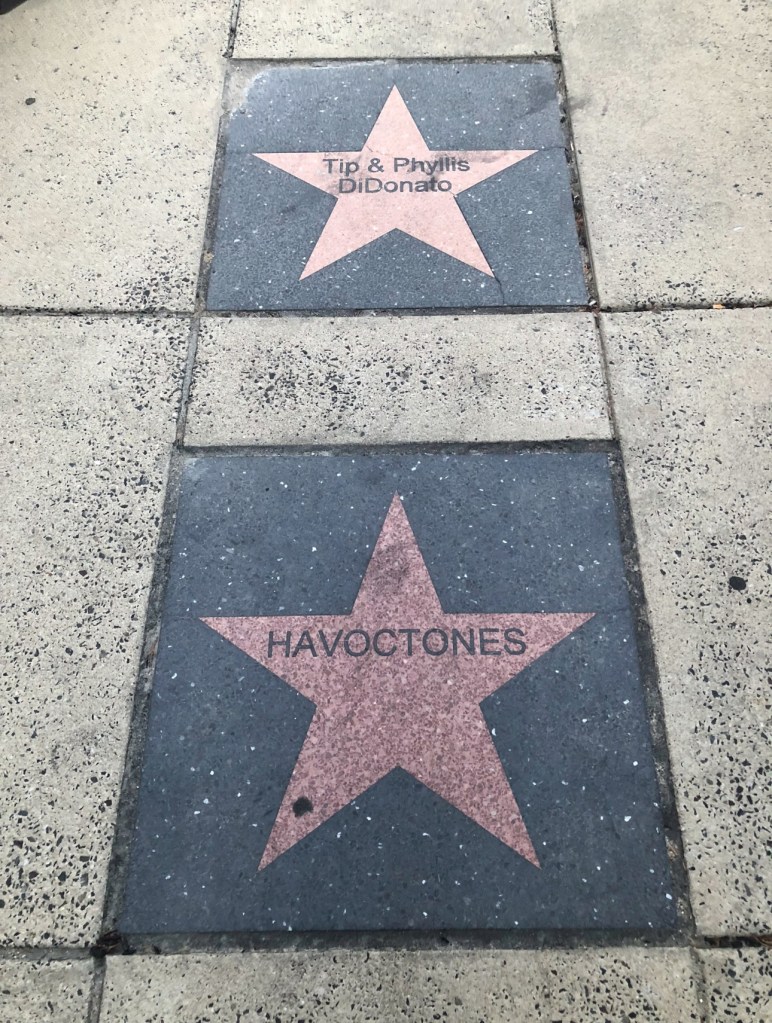 Tip & Phyllis
DiDonato
HAVOCTONES